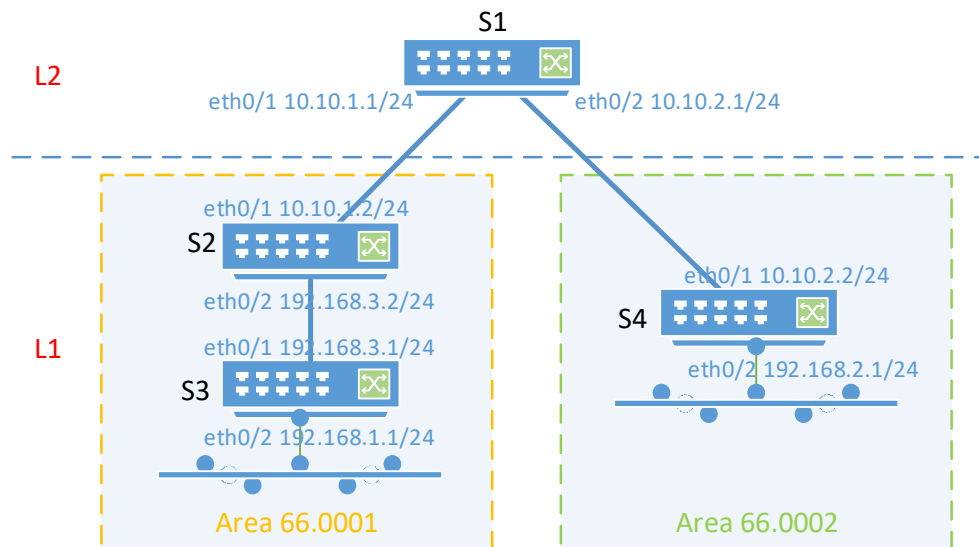 S1
L2
eth0/1 10.10.1.1/24
eth0/2 10.10.2.1/24
eth0/1 10.10.1.2/24
S2
eth0/2 192.168.3.2/24
eth0/1 10.10.2.2/24
S4
L1
eth0/1 192.168.3.1/24
eth0/2 192.168.2.1/24
S3
eth0/2 192.168.1.1/24
Area 66.0001
Area 66.0002